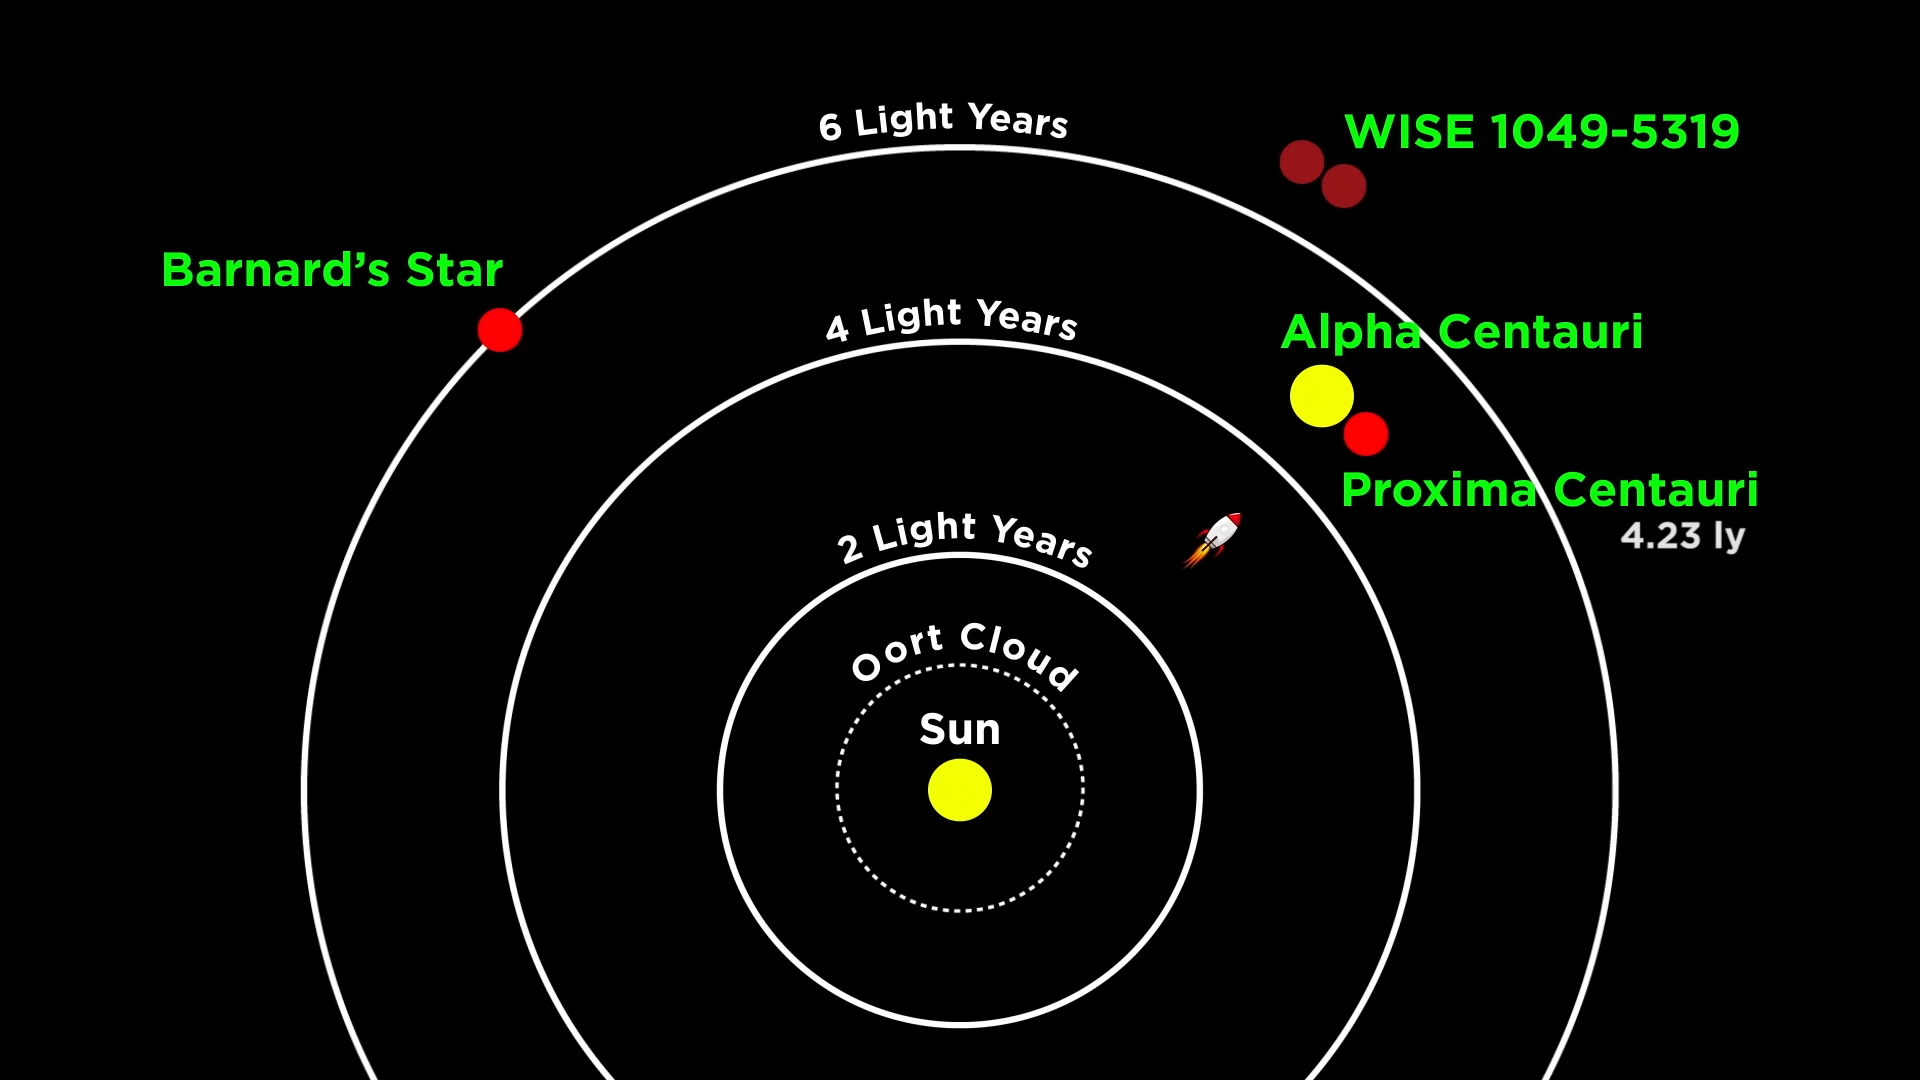 6 Light Years
WISE 1049-5319
Barnard’s Star
4 Light Years
Alpha Centauri
Proxima Centauri
4.23 ly
2 Light Years
Oort Cloud
Sun